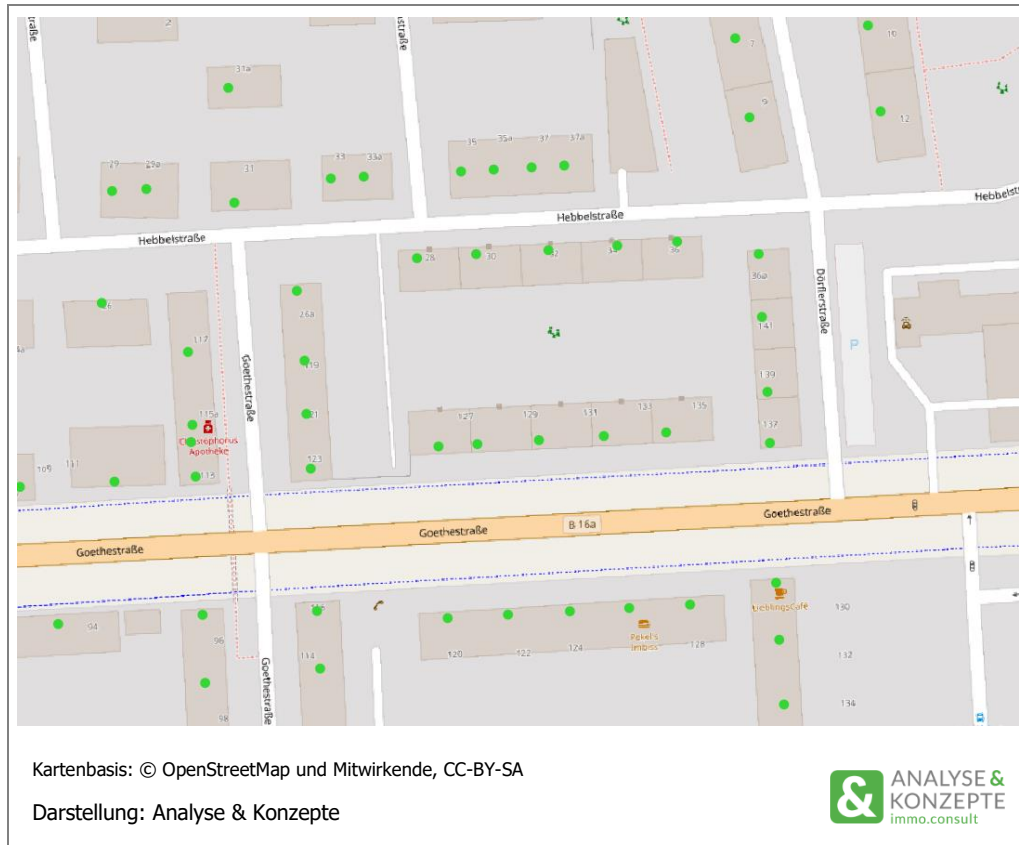 2
31a
7
10
9
12
35
35a
37
37a
29
29a
31
33
33a
Hebbelstraße
Hebbelstraße
28
30
32
34
36
36a
26
26a
117
119
121
123
115a
113
Christophorus
Apotheke
111
109
Goethestraße
127
129
131
133
135
141
139
137
Dörflerstraße
P
Goethestraße
Goethestraße
Goethestraße
B 16a
94
96
98
114
Goethestraße
120
122
124
128
Pekel's
Imbiss
LieblingsCafé
130
132
134
Kartenbasis: © OpenStreetMap und Mitwirkende, CC-BY-SA
Darstellung: Analyse & Konzepte
&
ANALYSE &
KONZEPTE
immo.consult